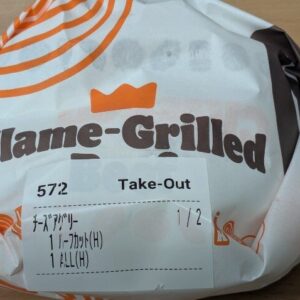 lame-Grilled
572 Take-Out
ﾁｰｽﾞｱｸﾞﾘｰ 1/2
1 ﾊｰﾌｶｯﾄ(H)
1 ALL(H)